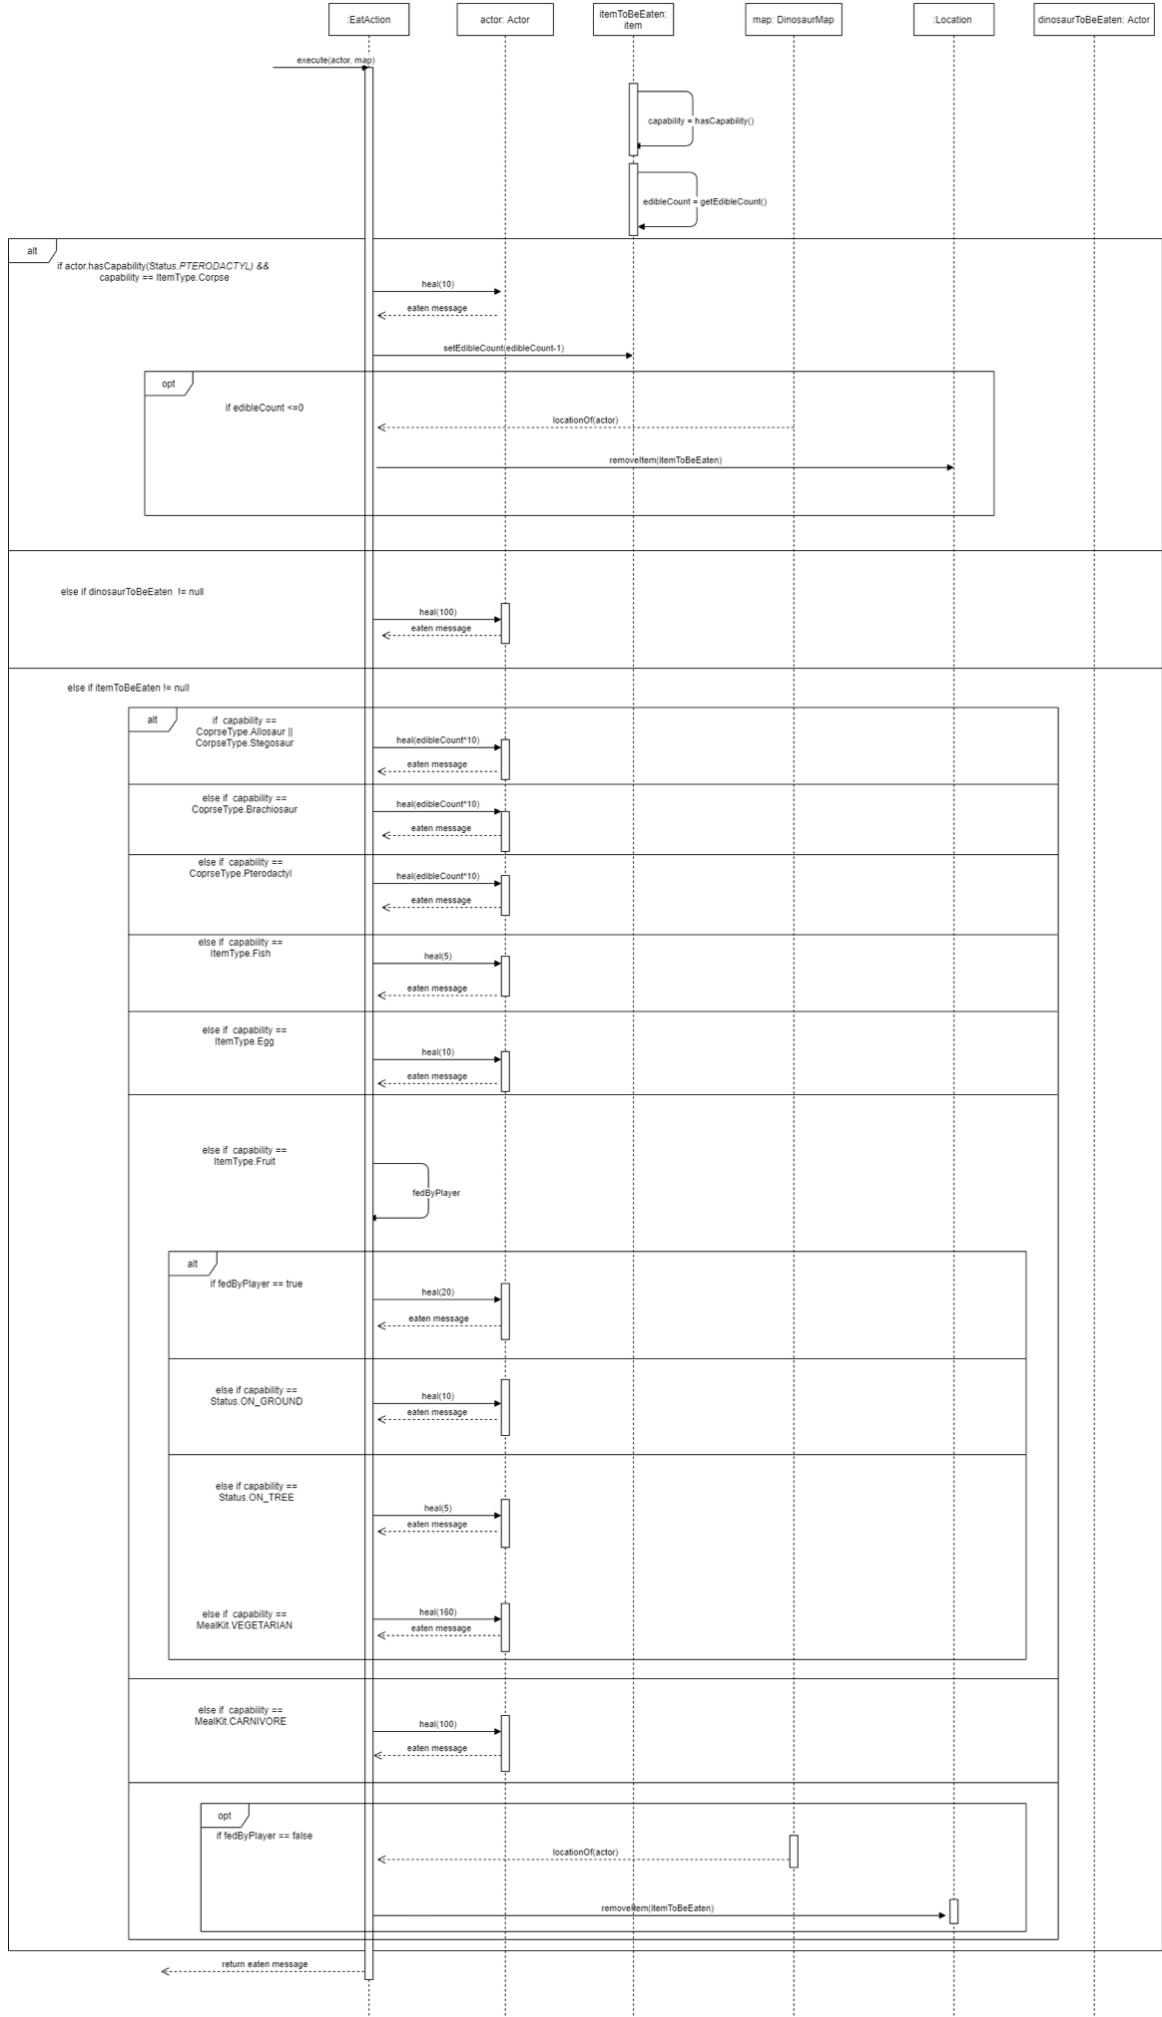 :EatAction
actor: Actor
itemToBeEaten:
item
map: DinosaurMap
:Location
dinosaurToBeEaten: Actor
execute(actor, map)
capability = hasCapability()
edibleCount = getEdibleCount()
alt
if actor.hasCapability(Status.PTERODACTYL) &&
capability == ItemType.Corpse
heal(10)
eaten message
setEdibleCount(edibleCount-1)
opt
if edibleCount <=0
locationOf(actor)
removeItem(itemToBeEaten)
else if dinosaurToBeEaten != null
heal(100)
eaten message
else if itemToBeEaten != null
alt
if capability ==
CoprseType.Allosaur ||
CorpseType.Stegosaur
heal(edibleCount*10)
eaten message
else if capability ==
CoprseType.Brachiosaur
heal(edibleCount*10)
eaten message
else if capability ==
CoprseType.Pterodactyl
heal(edibleCount*10)
eaten message
else if capability ==
ItemType.Fish
heal(5)
eaten message
else if capability ==
ItemType.Egg
heal(10)
eaten message
else if capability ==
ItemType.Fruit
fedByPlayer
alt
if fedByPlayer == true
heal(20)
eaten message
else if capability ==
Status.ON_GROUND
heal(10)
eaten message
else if capability ==
Status.ON_TREE
heal(5)
eaten message
else if capability ==
MealKit.VEGETARIAN
heal(160)
eaten message
else if capability ==
MealKit.CARNIVORE
heal(100)
eaten message
opt
if fedByPlayer == false
locationOf(actor)
removeItem(itemToBeEaten)
return eaten message